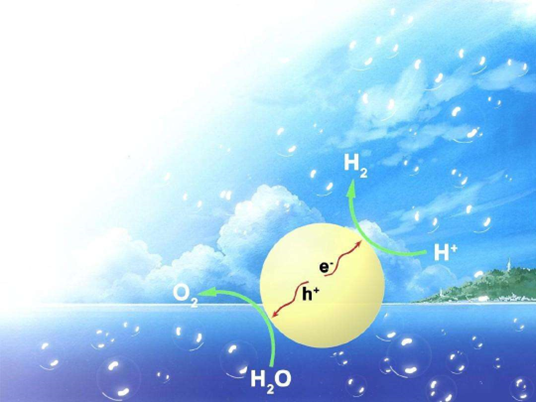 H₂
H⁺
e⁻
h⁺
O₂
H₂O